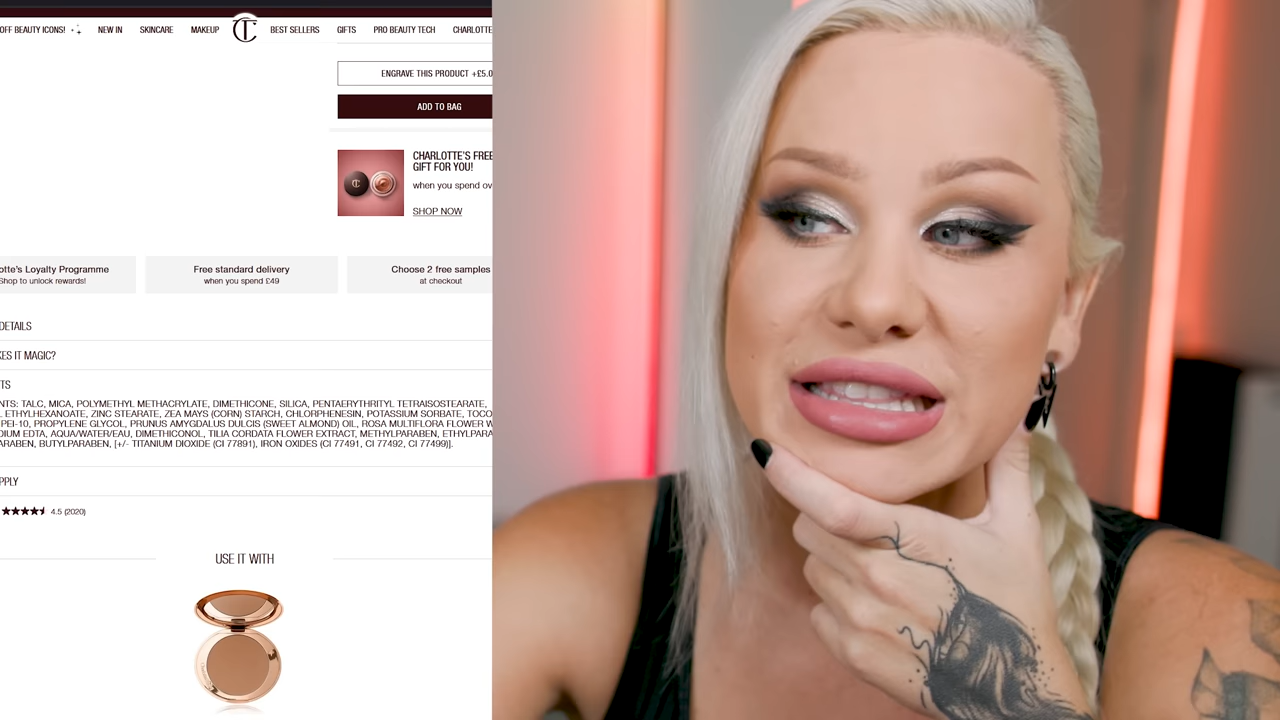 OFF BEAUTY ICONS!
NEW IN
SKINCARE
MAKEUP
BEST SELLERS
GIFTS
PRO BEAUTY TECH
CHARLOTTE
ENGRAVE THIS PRODUCT +£5.0
ADD TO BAG
CHARLOTTE'S FREE
GIFT FOR YOU!
when you spend ov
SHOP NOW
otte's Loyalty Programme
Shop to unlock rewards!
Free standard delivery
when you spend £49
Choose 2 free samples
at checkout
DETAILS
KES IT MAGIC?
TS
NTS: TALC, MICA, POLYMETHYL METHACRYLATE, DIMETHICONE, SILICA, PENTAERYTHRITYL TETRAISOSTEARATE,
ETHYLHEXANOATE, ZINC STEARATE, ZEA MAYS (CORN) STARCH, CHLORPHENESIN, POTASSIUM SORBATE, TOCO
PEI-10, PROPYLENE GLYCOL, PRUNUS AMYGDALUS DULCIS (SWEET ALMOND) OIL, ROSA MULTIFLORA FLOWER W
DIUM EDTA, AQUA/WATER/EAU, DIMETHICONOL, TILIA CORDATA FLOWER EXTRACT, METHYLPARABEN, ETHYLPARA
ARABEN, BUTYLPARABEN, [+/- TITANIUM DIOXIDE (CI 77891), IRON OXIDES (CI 77491, CI 77492, CI 77499)].
PPLY
4.5 (2020)
USE IT WITH